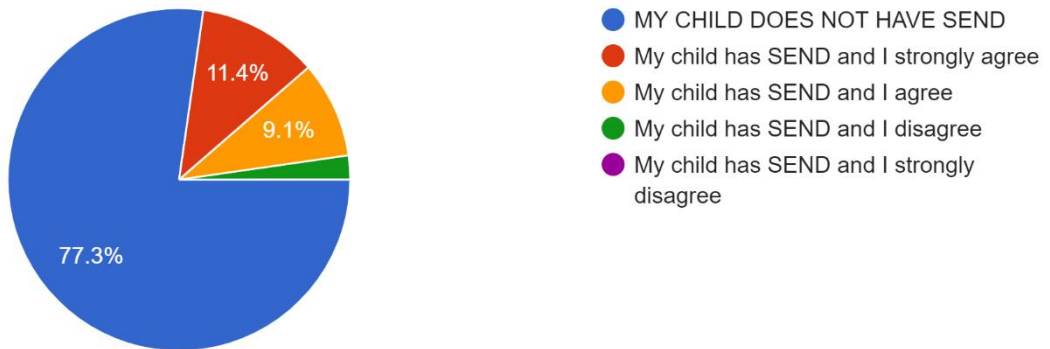 MY CHILD DOES NOT HAVE SEND
My child has SEND and I strongly agree
My child has SEND and I agree
My child has SEND and I disagree
My child has SEND and I strongly
disagree
11.4%
9.1%
77.3%